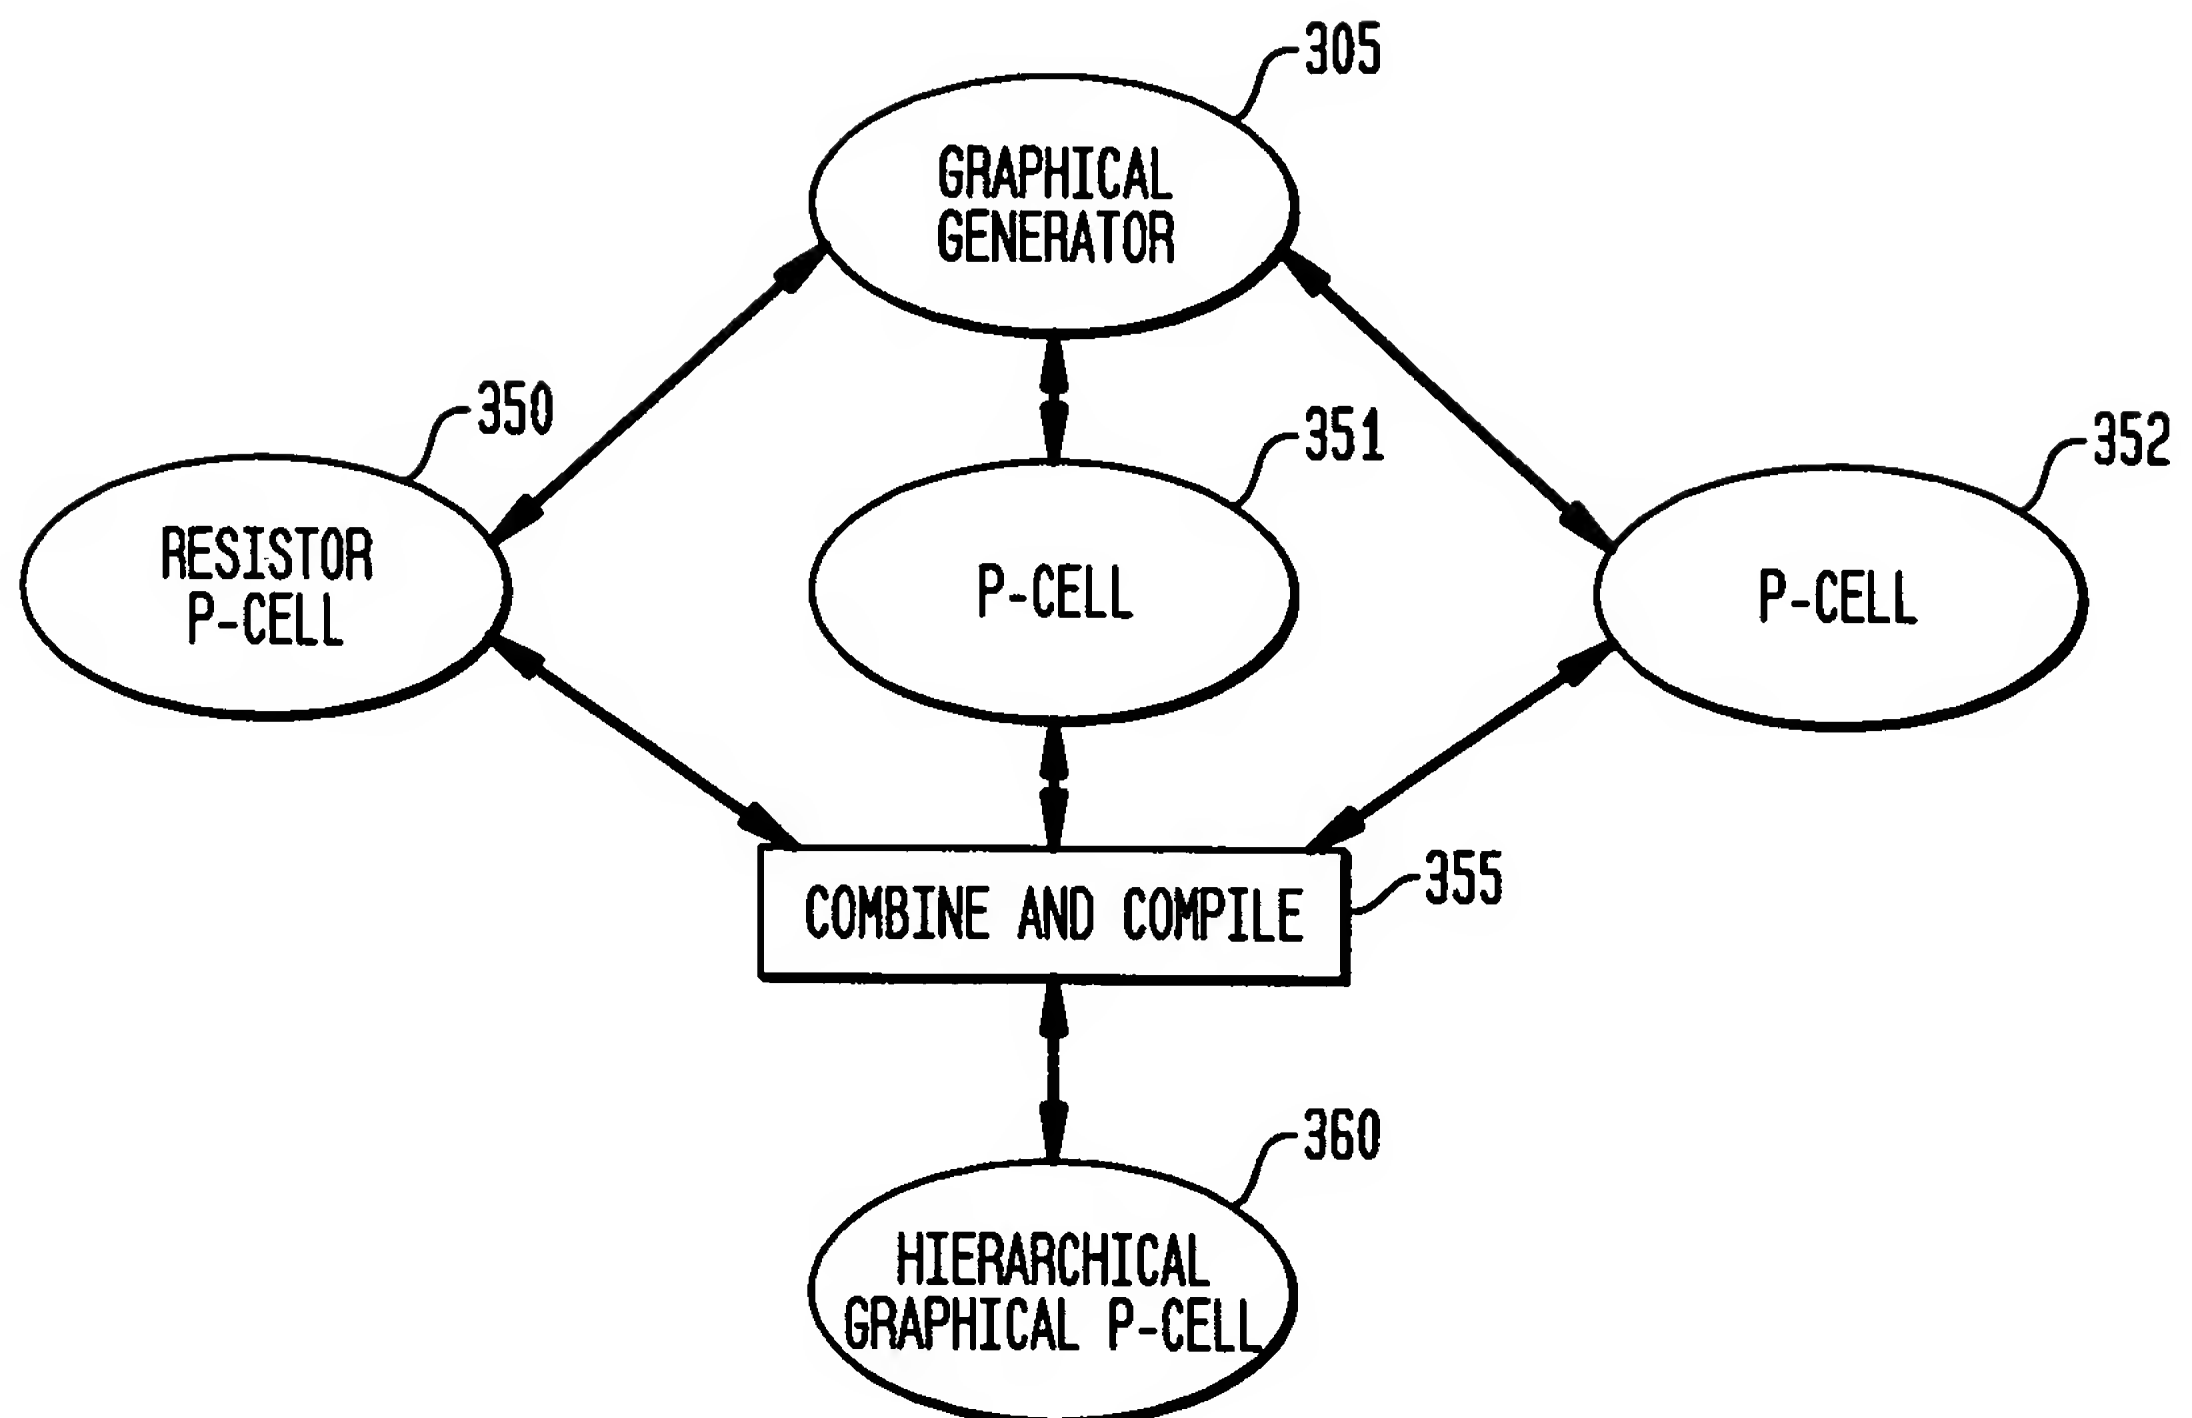 305
GRAPHICAL
GENERATOR
350
351
352
RESISTOR
P-CELL
P-CELL
P-CELL
355
COMBINE AND COMPILE
360
HIERARCHICAL
GRAPHICAL P-CELL